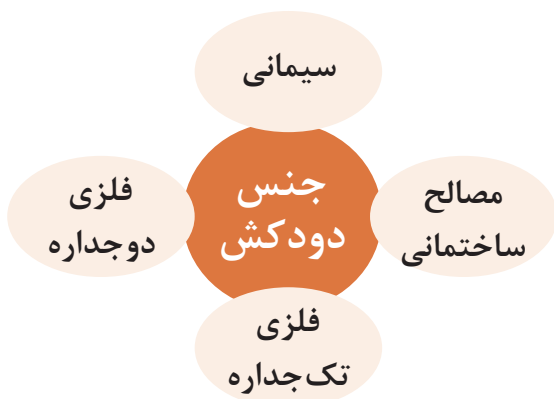 سیمانی
جنس
دودکش
مصالح
ساختمانی
فلزی
دوجداره
فلزی
تک‌جداره